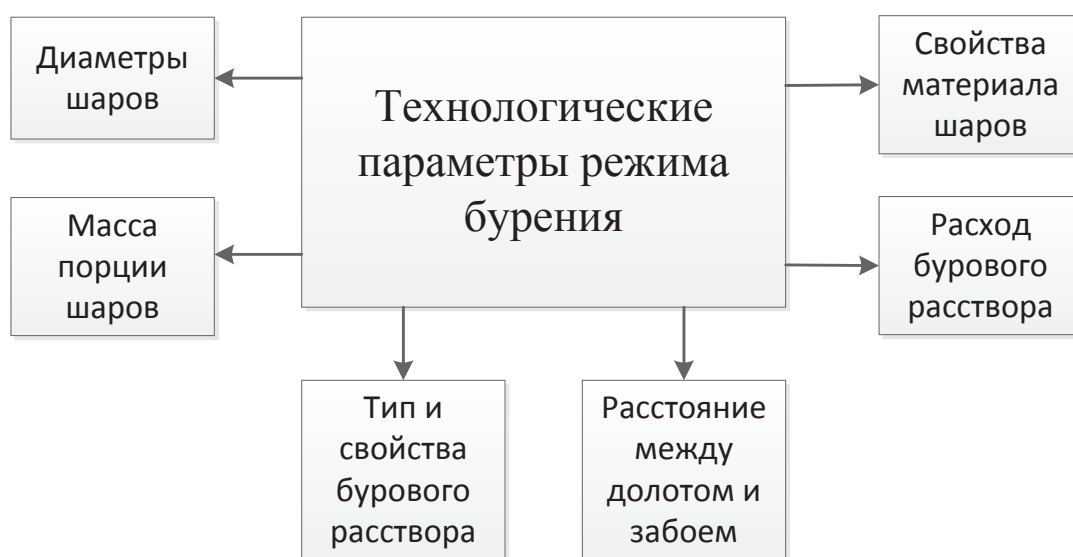 Диаметры
шаров
Технологические
параметры режима
бурения
Свойства
материала
шаров
Масса
порции
шаров
Расход
бурового
расствора
Тип и
свойства
бурового
расствора
Расстояние
между
долотом и
забоем